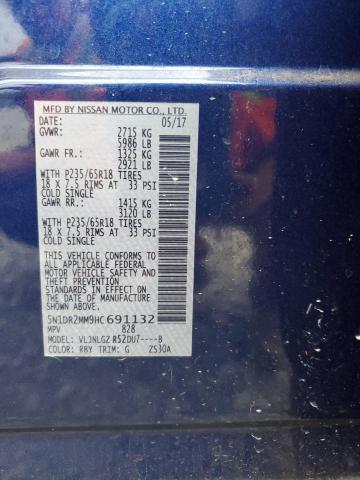 MFD BY NISSAN MOTOR CO., LTD.
DATE: 05/17
GVWR: 2715 KG
5986 LB
GAWR FR.: 1325 KG
2921 LB
WITH P235/65R18 TIRES
18 X 7.5 RIMS AT 33 PSI
COLD SINGLE
GAWR RR.: 1415 KG
3120 LB
WITH P235/65R18 TIRES
18 X 7.5 RIMS AT 33 PSI
COLD SINGLE
THIS VEHICLE CONFORMS TO ALL
APPLICABLE FEDERAL
MOTOR VEHICLE SAFETY
AND THEFT PREVENTION
STANDARDS IN EFFECT ON THE
DATE OF MANUFACTURE
SHOWN ABOVE.
5N1DR2MM9HC691132
MPV 828
MODEL: VLJNLGZ R52DU7----B
CLR: RBY TRIM: G ZS30A